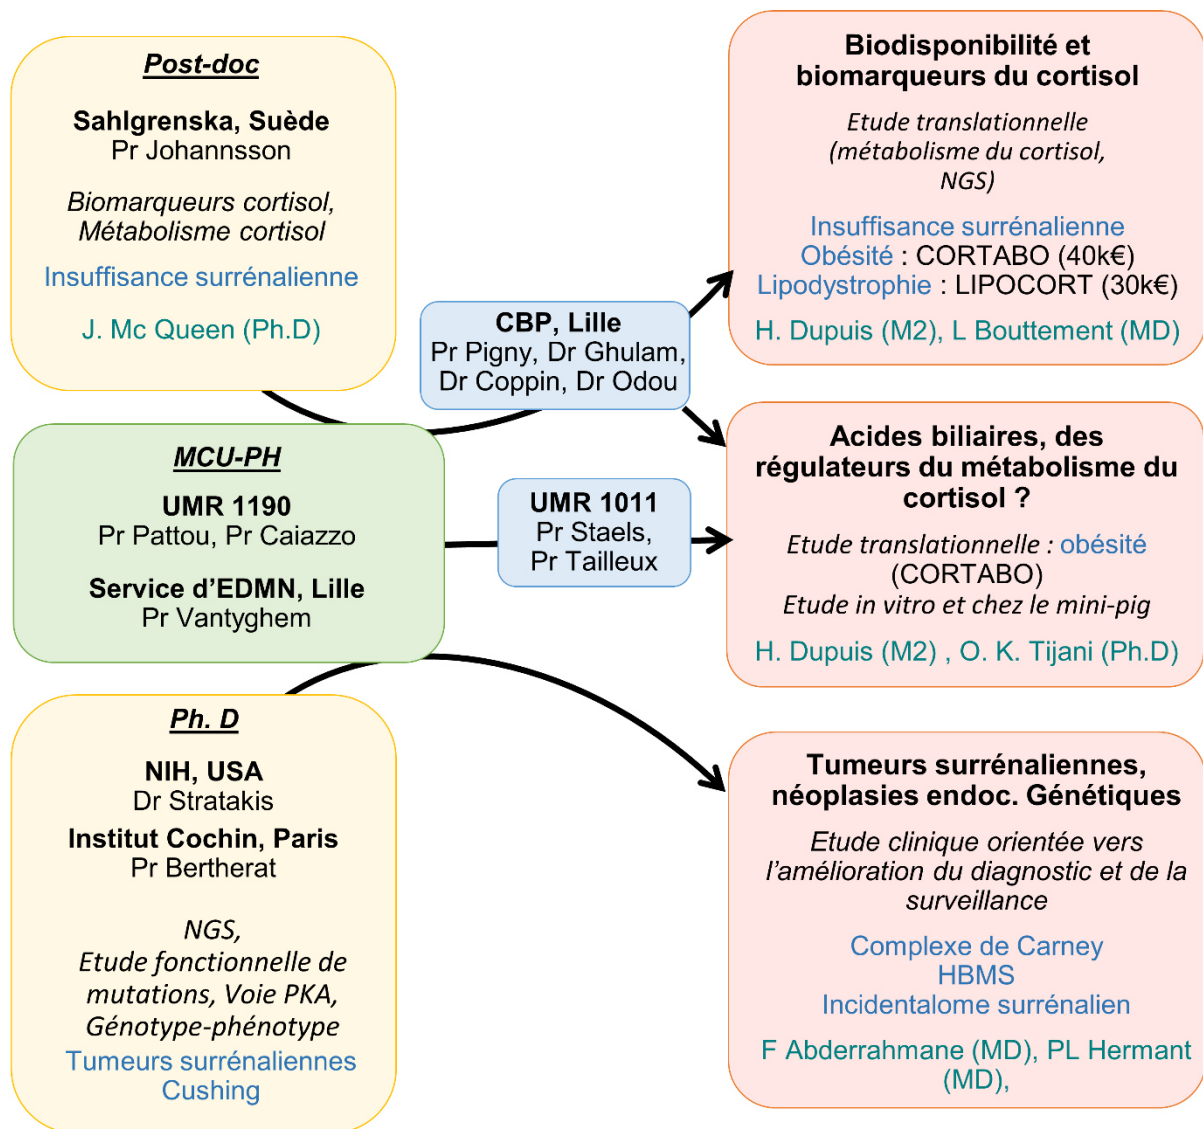 Post-doc
Sahlgrenska, Suède
Pr Johannsson
Biomarqueurs cortisol,
Métabolisme cortisol
Insuffisance surrénalienne
J. Mc Queen (Ph.D)
MCU-PH
UMR 1190
Pr Pattou, Pr Caiazzo
Service d’EDMN, Lille
Pr Vantyghem
Ph. D
NIH, USA
Dr Stratakis
Institut Cochin, Paris
Pr Bertherat
NGS,
Etude fonctionnelle de
mutations, Voie PKA,
Génotype-phénotype
Tumeurs surrénaliennes
Cushing
CBP, Lille
Pr Pigny, Dr Ghulam,
Dr Coppin, Dr Odou
UMR 1011
Pr Staels,
Pr Tailleux
Biodisponibilité et
biomarqueurs du cortisol
Etude translationnelle
(métabolisme du cortisol,
NGS)
Insuffisance surrénalienne
Obésité : CORTABO (40k€)
Lipodystrophie : LIPOCORT (30k€)
H. Dupuis (M2), L Bouttement (MD)
Acides biliaires, des
régulateurs du métabolisme du
cortisol ?
Etude translationnelle : obésité
(CORTABO)
Etude in vitro et chez le mini-pig
H. Dupuis (M2) , O. K. Tijani (Ph.D)
Tumeurs surrénaliennes,
néoplasies endoc. Génétiques
Etude clinique orientée vers
l’amélioration du diagnostic et de la
surveillance
Complexe de Carney
HBMS
Incidentalome surrénalien
F Abderrahmane (MD), PL Hermant
(MD),